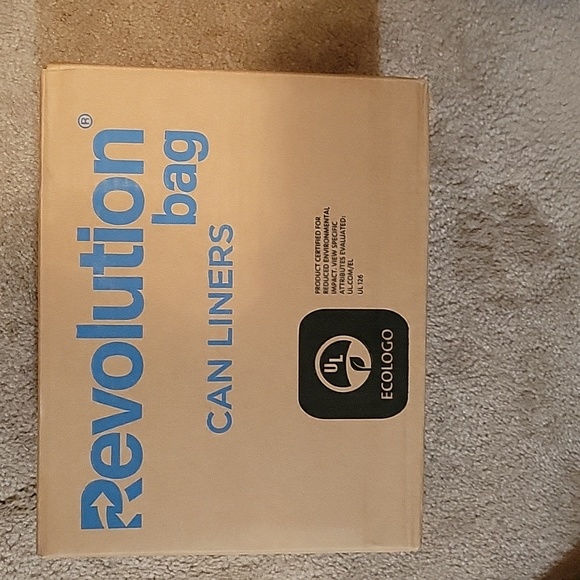 Revolution®
bag
CAN LINERS
UL
ECOLOGO
PRODUCT CERTIFIED FOR
REDUCED ENVIRONMENTAL
IMPACT. VIEW SPECIFIC
ATTRIBUTES EVALUATED:
UL.COM/EL
UL 126